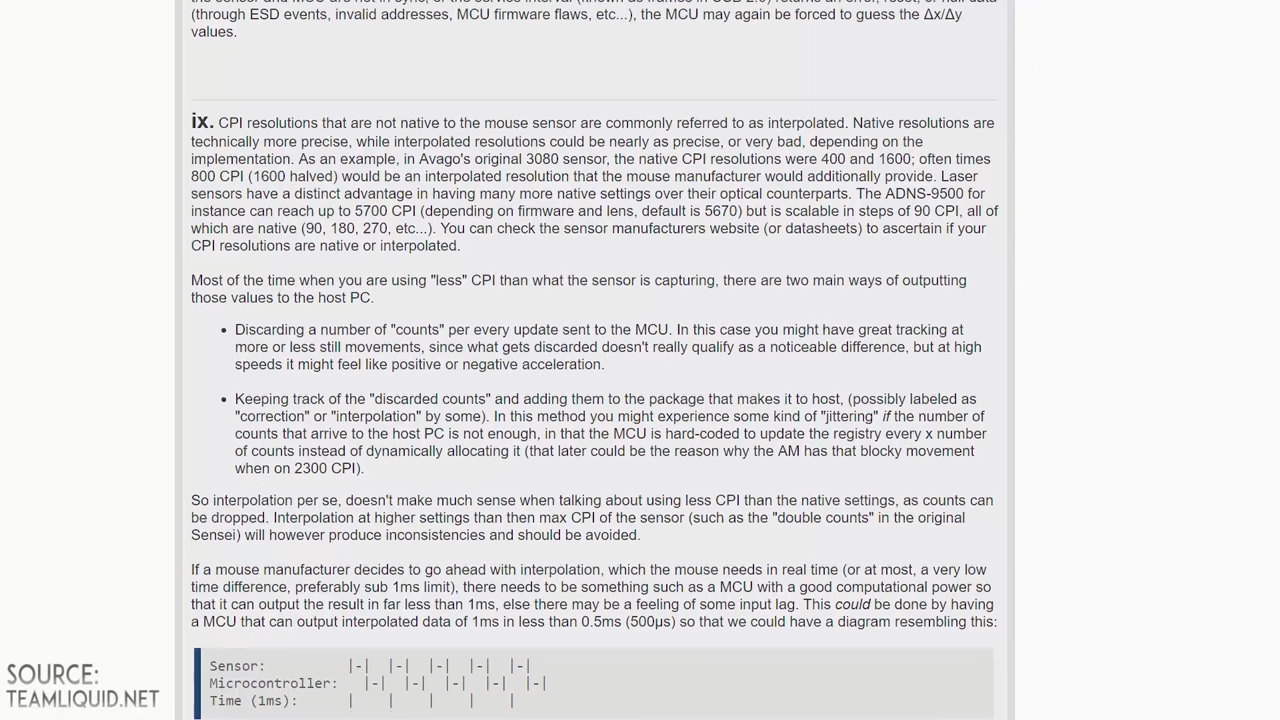 (through ESD events, invalid addresses, MCU firmware flaws, etc...), the MCU may again be forced to guess the Δx/Δy
values.
ix. CPI resolutions that are not native to the mouse sensor are commonly referred to as interpolated. Native resolutions are
technically more precise, while interpolated resolutions could be nearly as precise, or very bad, depending on the
implementation. As an example, in Avago's original 3080 sensor, the native CPI resolutions were 400 and 1600; often times
800 CPI (1600 halved) would be an interpolated resolution that the mouse manufacturer would additionally provide. Laser
sensors have a distinct advantage in having many more native settings over their optical counterparts. The ADNS-9500 for
instance can reach up to 5700 CPI (depending on firmware and lens, default is 5670) but is scalable in steps of 90 CPI, all of
which are native (90, 180, 270, etc...). You can check the sensor manufacturers website (or datasheets) to ascertain if your
CPI resolutions are native or interpolated.
Most of the time when you are using "less" CPI than what the sensor is capturing, there are two main ways of outputting
those values to the host PC.
• Discarding a number of "counts" per every update sent to the MCU. In this case you might have great tracking at
more or less still movements, since what gets discarded doesn't really qualify as a noticeable difference, but at high
speeds it might feel like positive or negative acceleration.
• Keeping track of the "discarded counts" and adding them to the package that makes it to host, (possibly labeled as
"correction" or "interpolation" by some). In this method you might experience some kind of "jittering" if the number of
counts that arrive to the host PC is not enough, in that the MCU is hard-coded to update the registry every x number
of counts instead of dynamically allocating it (that later could be the reason why the AM has that blocky movement
when on 2300 CPI).
So interpolation per se, doesn't make much sense when talking about using less CPI than the native settings, as counts can
be dropped. Interpolation at higher settings than then max CPI of the sensor (such as the "double counts" in the original
Sensei) will however produce inconsistencies and should be avoided.
If a mouse manufacturer decides to go ahead with interpolation, which the mouse needs in real time (or at most, a very low
time difference, preferably sub 1ms limit), there needs to be something such as a MCU with a good computational power so
that it can output the result in far less than 1ms, else there may be a feeling of some input lag. This could be done by having
a MCU that can output interpolated data of 1ms in less than 0.5ms (500μs) so that we could have a diagram resembling this:
Sensor: |-| |-| |-| |-| |-|
Microcontroller: |-| |-| |-| |-| |-|
Time (1ms): | | | | |
SOURCE:
TEAMLIQUID.NET